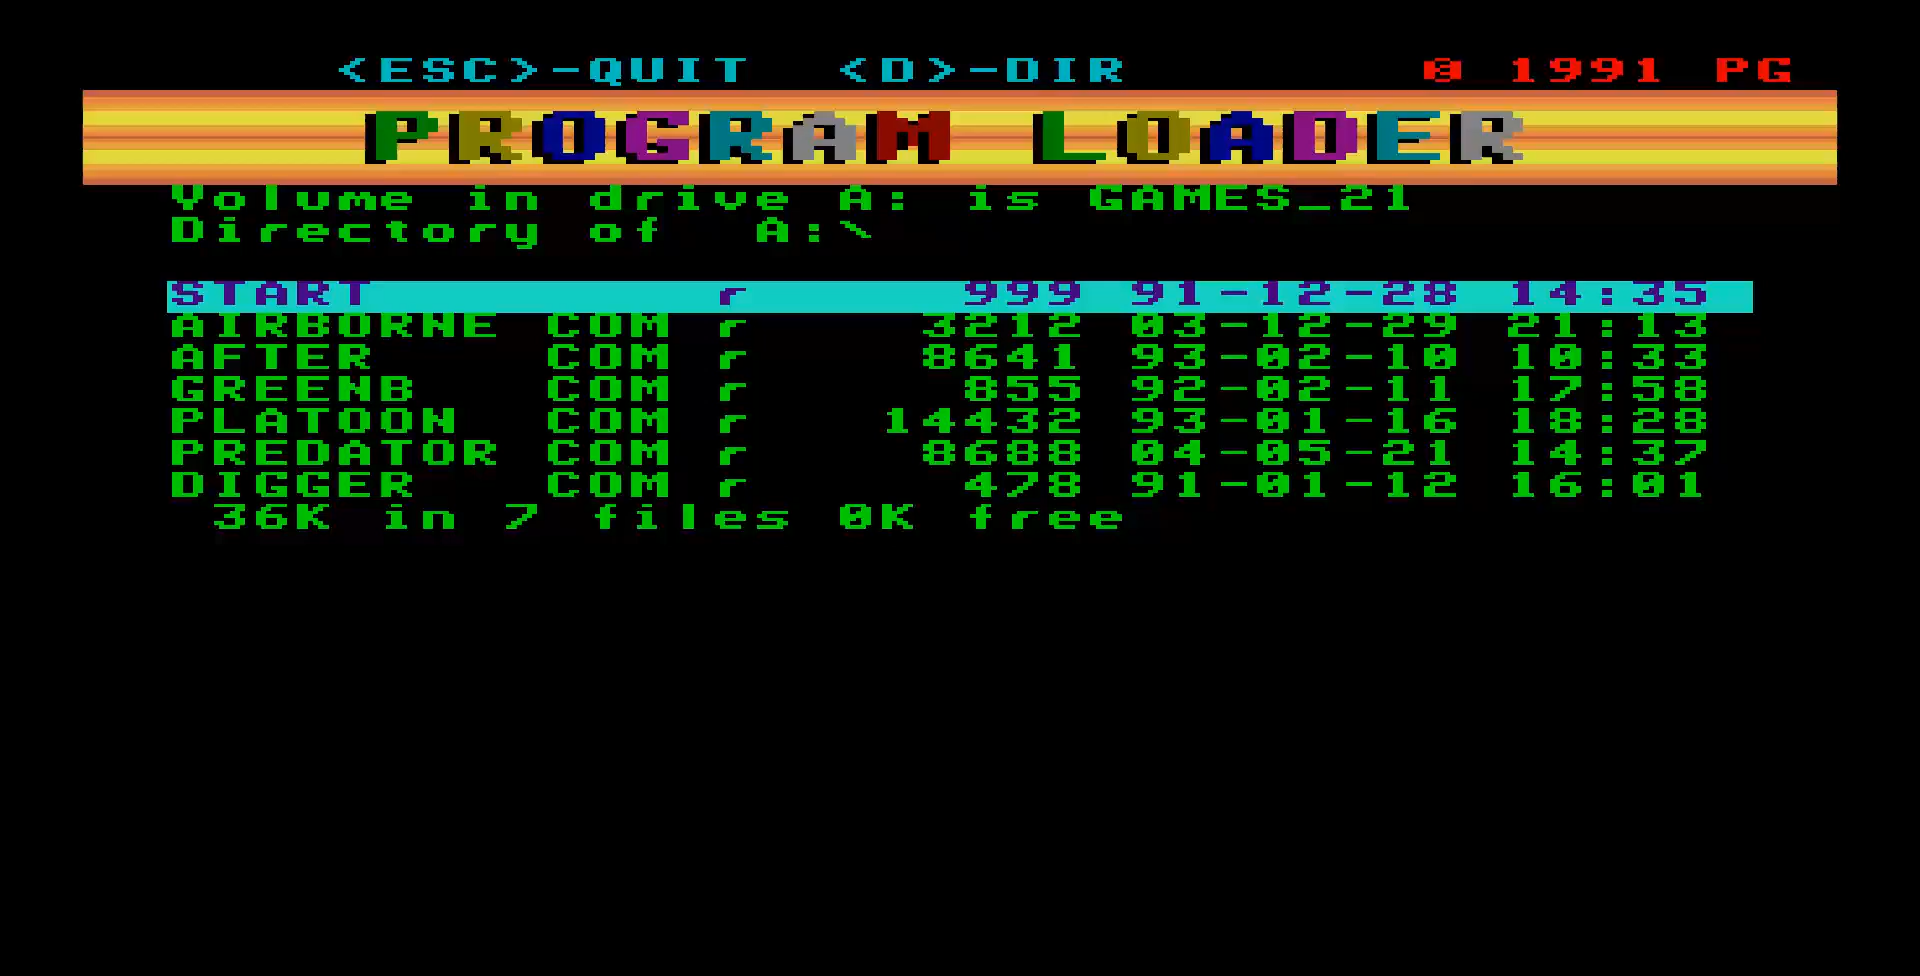 <ESC>-QUIT <D>-DIR © 1991 PG
PROGRAM LOADER
Volume in drive A: is GAMES_21
Directory of A:\
START r 999 91-12-28 14:35
AIRBORNE COM r 3212 03-12-29 21:13
AFTER COM r 8641 93-02-10 10:33
GREENB COM r 855 92-02-11 17:58
PLATOON COM r 14432 93-01-16 18:28
PREDATOR COM r 8688 04-05-21 14:37
DIGGER COM r 478 91-01-12 16:01
36K in 7 files 0K free